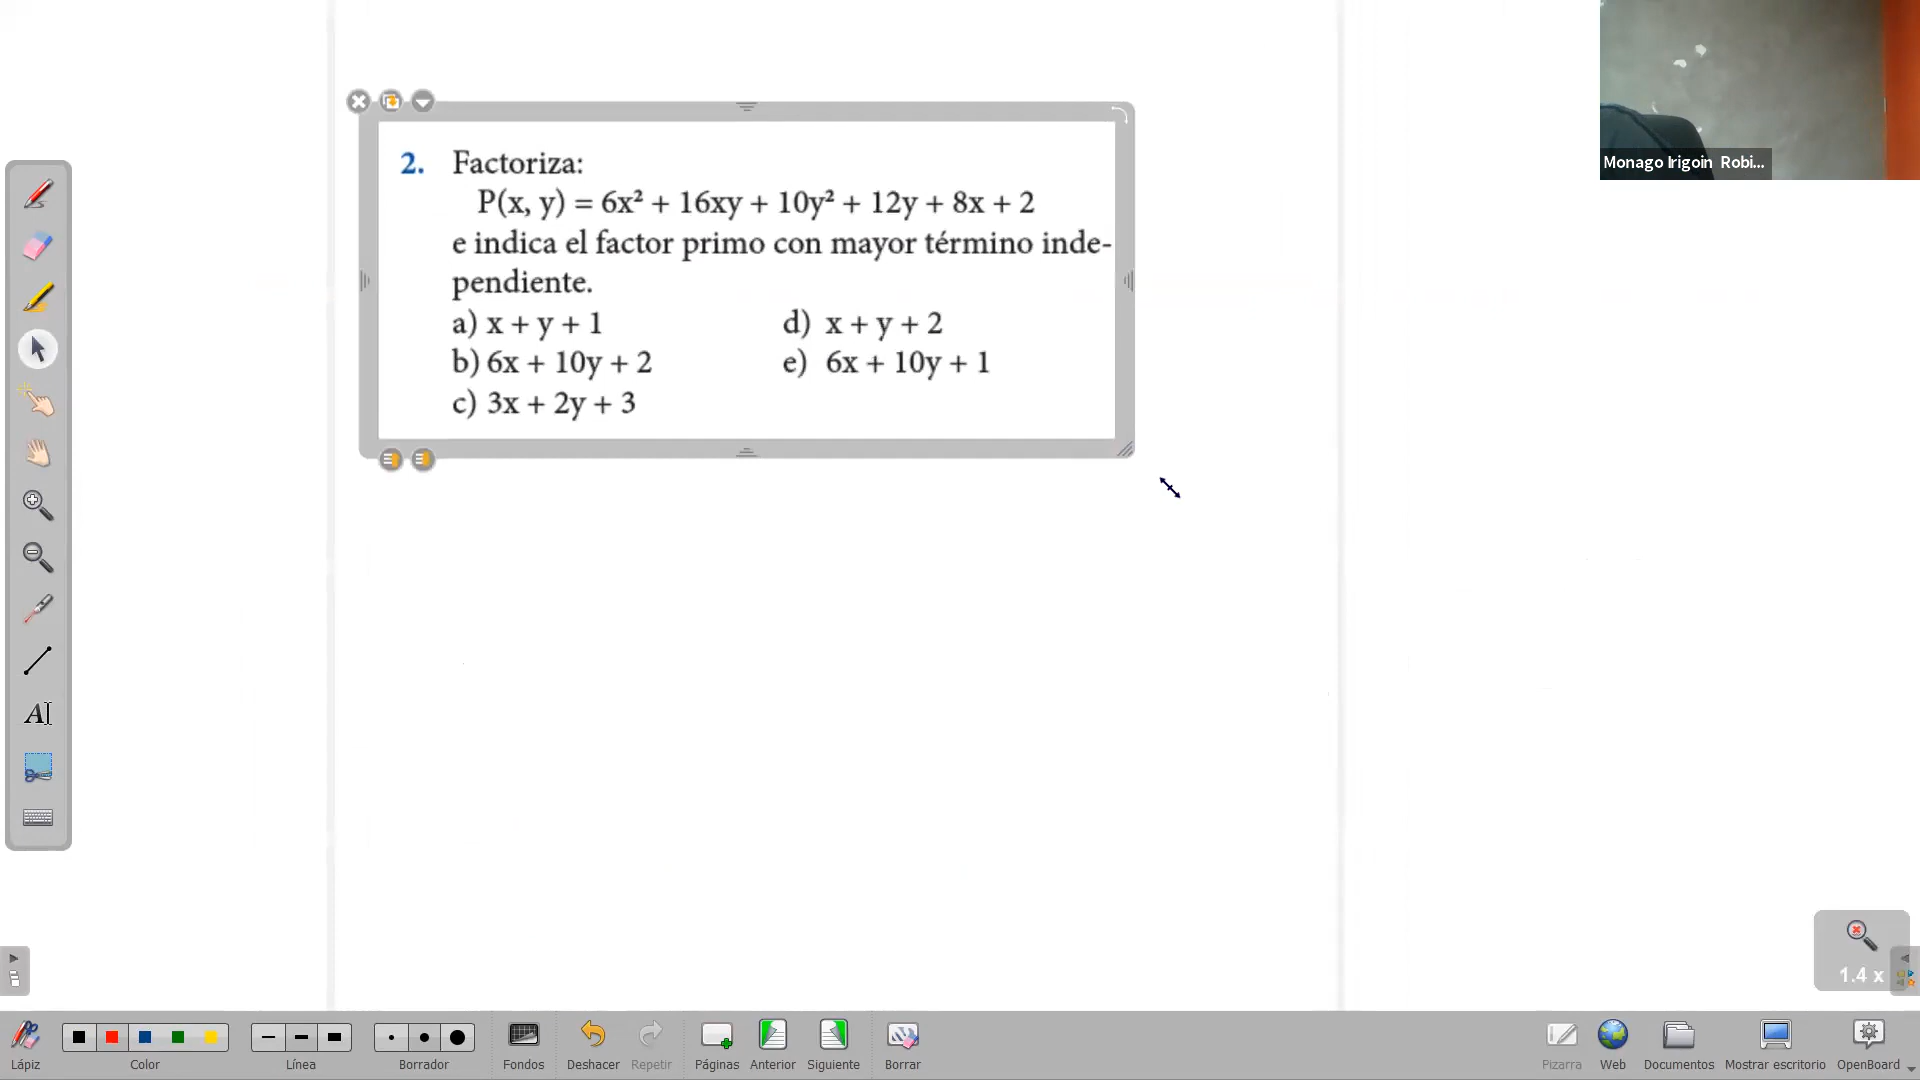 Monago Irigoin Robi...
2. Factoriza:
P(x, y) = 6x² + 16xy + 10y² + 12y + 8x + 2
e indica el factor primo con mayor término inde-
pendiente.
a) x + y + 1
d) x + y + 2
b) 6x + 10y + 2
e) 6x + 10y + 1
c) 3x + 2y + 3
1.4 x
Lápiz
Color
Línea
Borrador
Fondos
Deshacer
Repetir
Páginas
Anterior
Siguiente
Borrar
Pizarra
Web
Documentos
Mostrar escritorio
OpenBoard